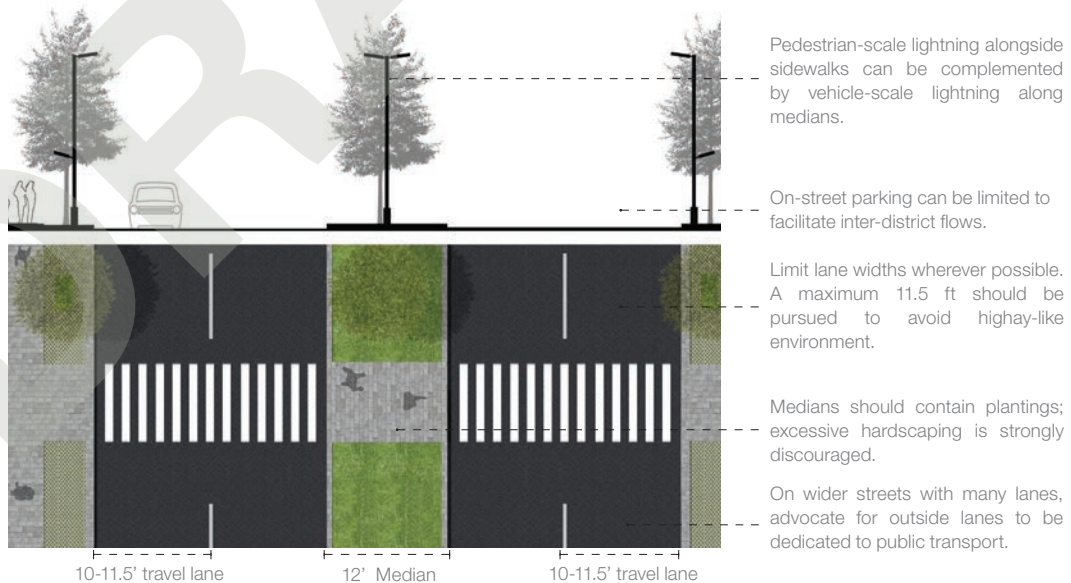 Pedestrian-scale lightning alongside
sidewalks can be complemented
by vehicle-scale lightning along
medians.
On-street parking can be limited to
facilitate inter-district flows.
Limit lane widths wherever possible.
A maximum 11.5 ft should be
pursued to avoid highay-like
environment.
Medians should contain plantings;
excessive hardscaping is strongly
discouraged.
On wider streets with many lanes,
advocate for outside lanes to be
dedicated to public transport.
10-11.5' travel lane
12' Median
10-11.5' travel lane